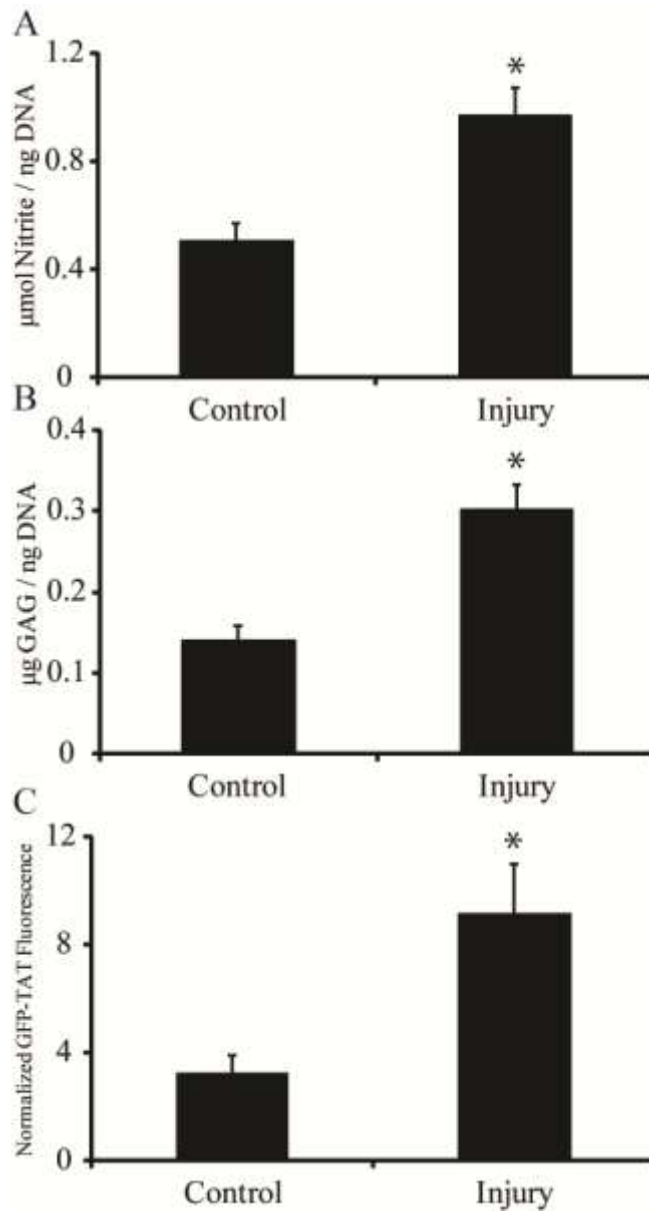 A
μmol Nitrite / ng DNA
1.2
0.8
0.4
0
*
Control Injury
B
μg GAG / ng DNA
0.4
0.3
0.2
0.1
0
*
Control Injury
C
Normalized GFP-TAT Fluorescence
12
8
4
0
*
Control Injury